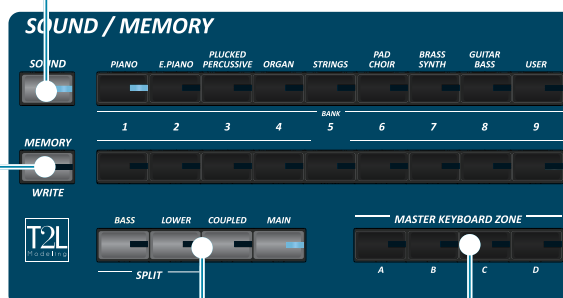 SOUND / MEMORY
SOUND
PIANO
E.PIANO
PLUCKED
PERCUSSIVE
ORGAN
STRINGS
PAD
CHOIR
BRASS
SYNTH
GUITAR
BASS
USER
BANK
1 2 3 4 5 6 7 8 9
MEMORY
WRITE
T2L
Modeling
BASS LOWER COUPLED MAIN
SPLIT
MASTER KEYBOARD ZONE
A B C D